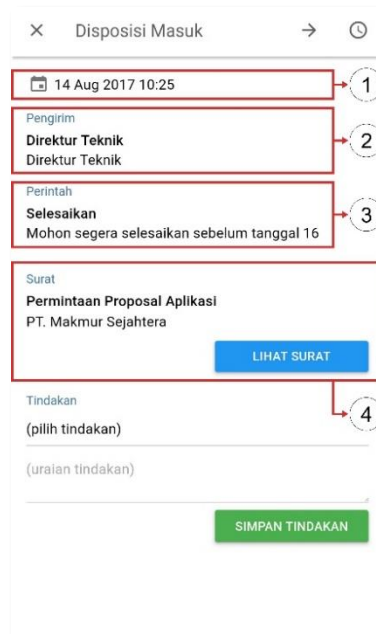 Disposisi Masuk
14 Aug 2017 10:25
1
Pengirim
Direktur Teknik
Direktur Teknik
2
Perintah
Selesaikan
Mohon segera selesaikan sebelum tanggal 16
3
Surat
Permintaan Proposal Aplikasi
PT. Makmur Sejahtera
LIHAT SURAT
4
Tindakan
(pilih tindakan)
(uraian tindakan)
SIMPAN TINDAKAN